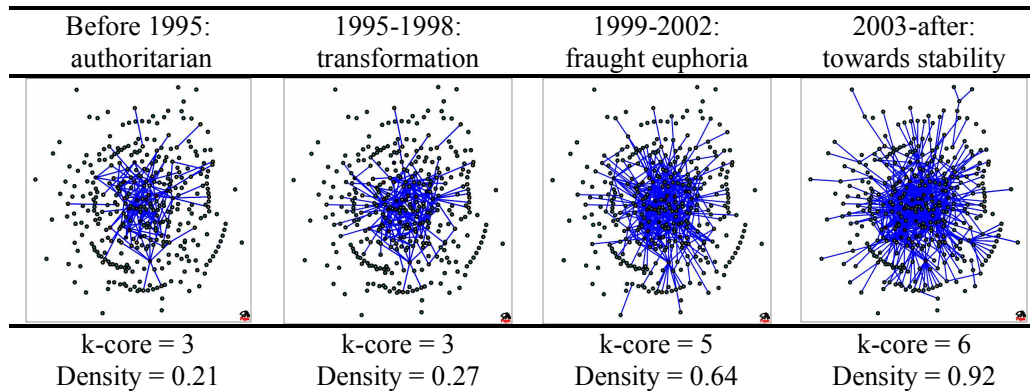 Before 1995:
authoritarian
1995-1998:
transformation
1999-2002:
fraught euphoria
2003-after:
towards stability
k-core = 3
Density = 0.21
k-core = 3
Density = 0.27
k-core = 5
Density = 0.64
k-core = 6
Density = 0.92